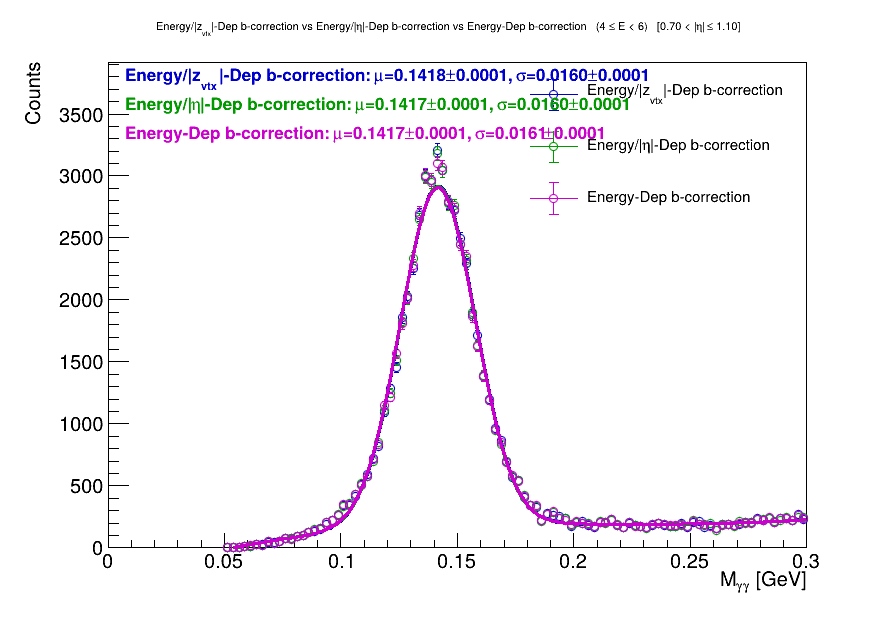 Energy/|z_vtx|-Dep b-correction vs Energy/|η|-Dep b-correction vs Energy-Dep b-correction (4 ≤ E < 6) [0.70 < |η| ≤ 1.10]
Counts
Energy/|z_vtx|-Dep b-correction: μ=0.1418±0.0001, σ=0.0160±0.0001
Energy/|η|-Dep b-correction: μ=0.1417±0.0001, σ=0.0160±0.0001
Energy-Dep b-correction: μ=0.1417±0.0001, σ=0.0161±0.0001
Energy/|z_vtx|-Dep b-correction
Energy/|η|-Dep b-correction
Energy-Dep b-correction
3500
3000
2500
2000
1500
1000
500
0
0 0.05 0.1 0.15 0.2 0.25 0.3
M_γγ [GeV]